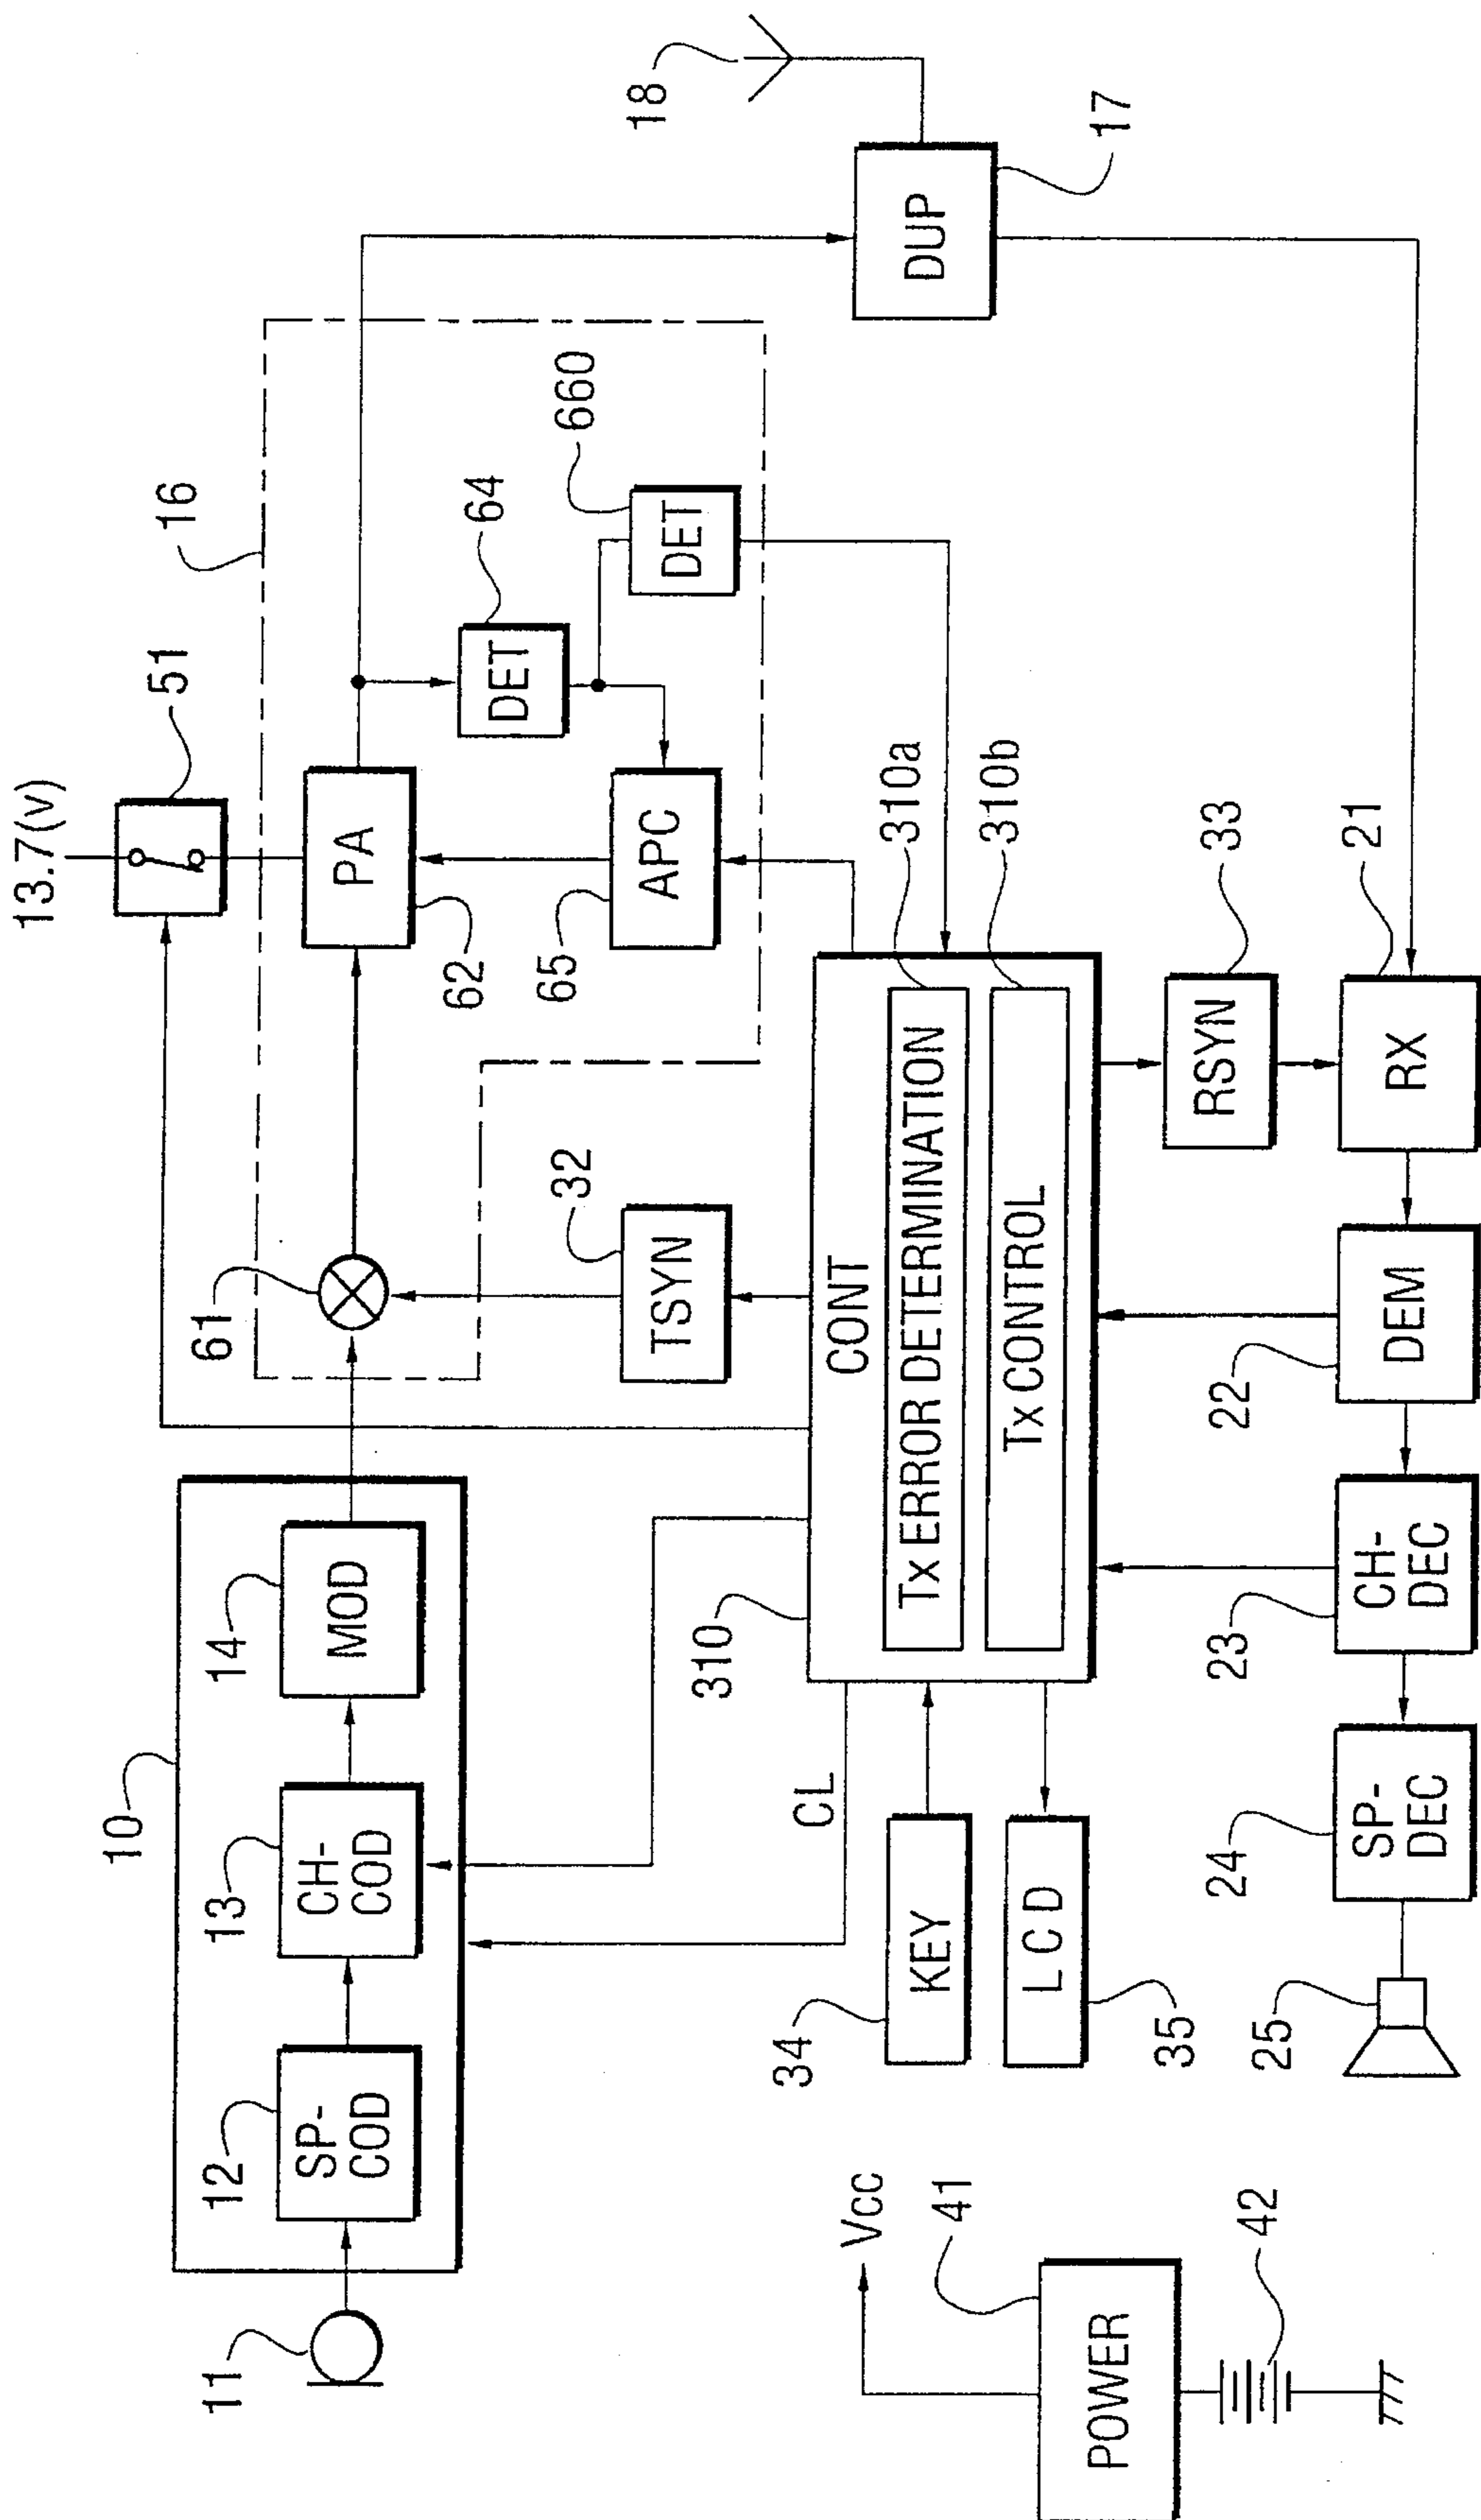 13.7(v)
51
16
18
10
14
MOD
13
CH-
COD
12
SP-
COD
11
61
PA
62
64
DET
660
DET
65
APC
DUP
17
32
TSYN
310
CONT
310a
Tx ERROR DETERMINATION
310b
Tx CONTROL
CL
34
KEY
LCD
35
33
RSYN
21
RX
22
DEM
23
CH-
DEC
24
SP-
DEC
25
Vcc
41
POWER
42